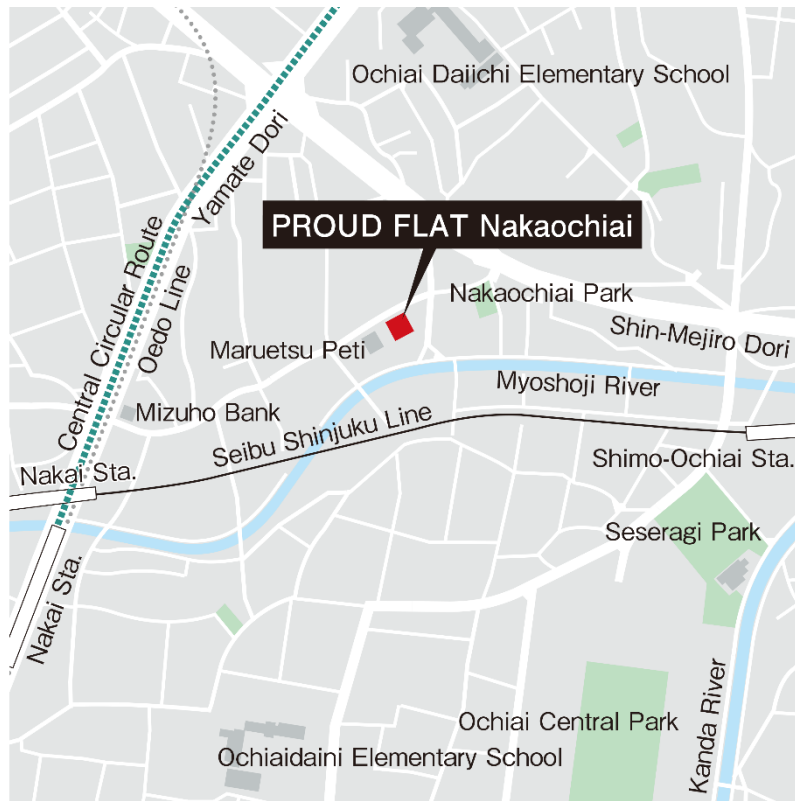 Ochiai Daiichi Elementary School
Yamate Dori
PROUD FLAT Nakaochiai
Central Circular Route
Oedo Line
Nakaochiai Park
Shin-Mejiro Dori
Maruetsu Peti
Myoshoji River
Mizuho Bank
Seibu Shinjuku Line
Nakai Sta.
Shimo-Ochiai Sta.
Seseragi Park
Nakai Sta.
Kanda River
Ochiai Central Park
Ochiaidaini Elementary School